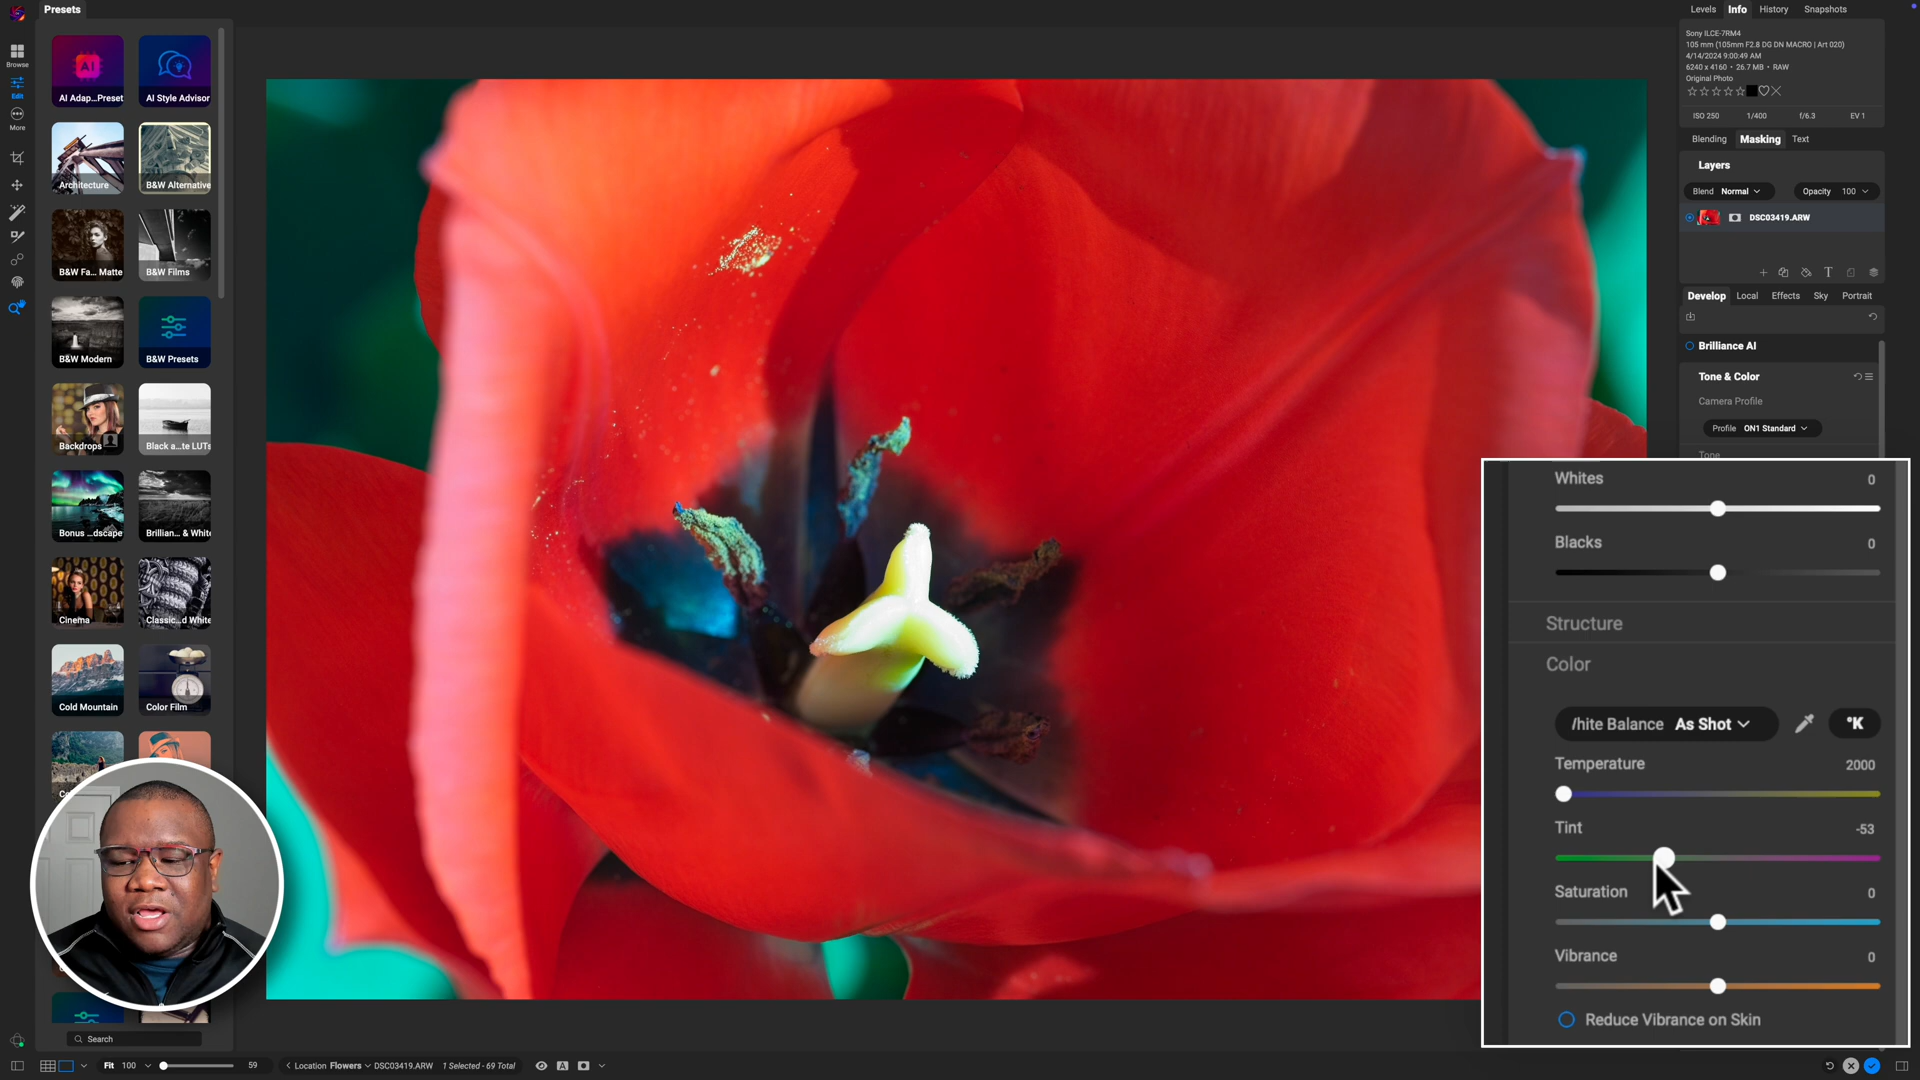 Presets
Browse
Edit
More
AI Adap...Preset
AI Style Advisor
Architecture
B&W Alternative
B&W Fa... Matte
B&W Films
B&W Modern
B&W Presets
Backdrops
Black a...te LUTs
Bonus ...dscape
Brillian... & White
Cinema
Classic...d White
Cold Mountain
Color Film
Search
Fit 100
59
Location Flowers DSC03419.ARW 1 Selected - 69 Total
Levels Info History Snapshots
Sony ILCE-7RM4
105 mm (105mm F2.8 DG DN MACRO | Art 020)
4/14/2024 9:00:49 AM
6240 x 4160 • 26.7 MB • RAW
Original Photo
ISO 250 1/400 f/6.3 EV 1
Blending Masking Text
Layers
Blend Normal Opacity 100
DSC03419.ARW
Develop Local Effects Sky Portrait
Brilliance AI
Tone & Color
Camera Profile
Profile ON1 Standard
Tone
Whites 0
Blacks 0
Structure
Color
/hite Balance As Shot °K
Temperature 2000
Tint -53
Saturation 0
Vibrance 0
Reduce Vibrance on Skin